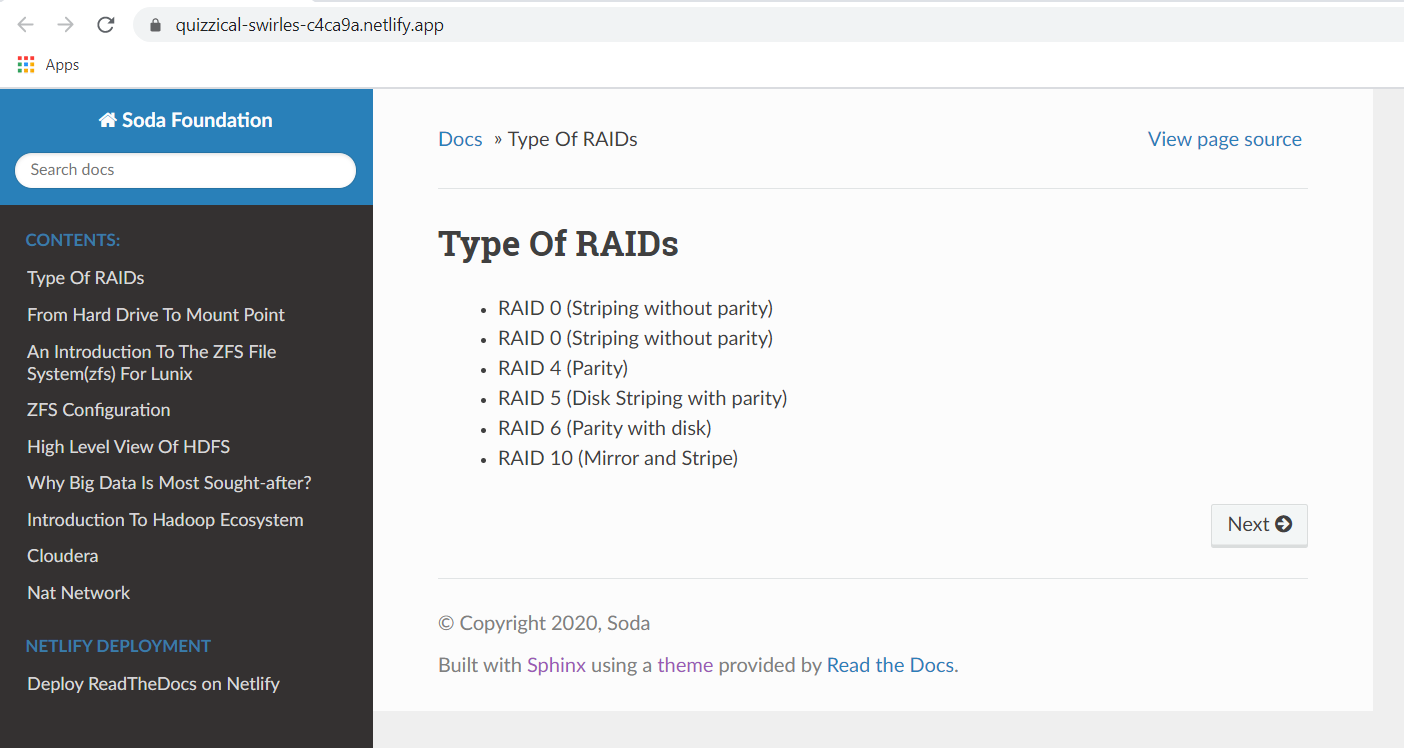 quizzical-swirles-c4ca9a.netlify.app
Apps
Soda Foundation
Search docs
CONTENTS:
Type Of RAIDs
From Hard Drive To Mount Point
An Introduction To The ZFS File
System(zfs) For Lunix
ZFS Configuration
High Level View Of HDFS
Why Big Data Is Most Sought-after?
Introduction To Hadoop Ecosystem
Cloudera
Nat Network
NETLIFY DEPLOYMENT
Deploy ReadTheDocs on Netlify
Docs » Type Of RAIDs
View page source
Type Of RAIDs
• RAID 0 (Striping without parity)
• RAID 0 (Striping without parity)
• RAID 4 (Parity)
• RAID 5 (Disk Striping with parity)
• RAID 6 (Parity with disk)
• RAID 10 (Mirror and Stripe)
Next
© Copyright 2020, Soda
Built with Sphinx using a theme provided by Read the Docs.